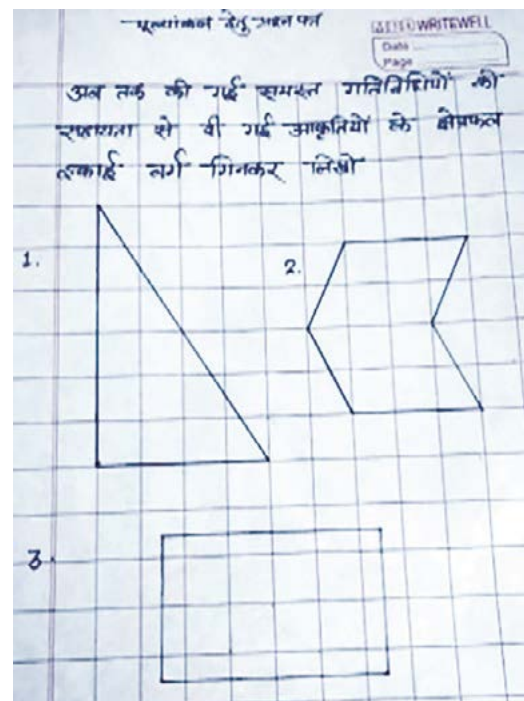 मूल्यांकन हेतु प्रश्न पत्र
WRITEWELL
Date
Page
अब तक की गई समस्त गतिविधियों की
सहायता से दी गई आकृतियों के क्षेत्रफल
इकाई वर्ग गिनकर लिखो
1.
2.
3.